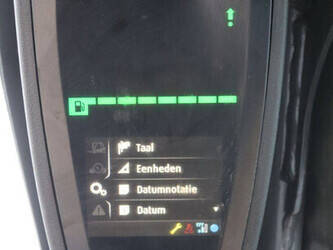 Taal
Eenheden
Datumnotatie
Datum